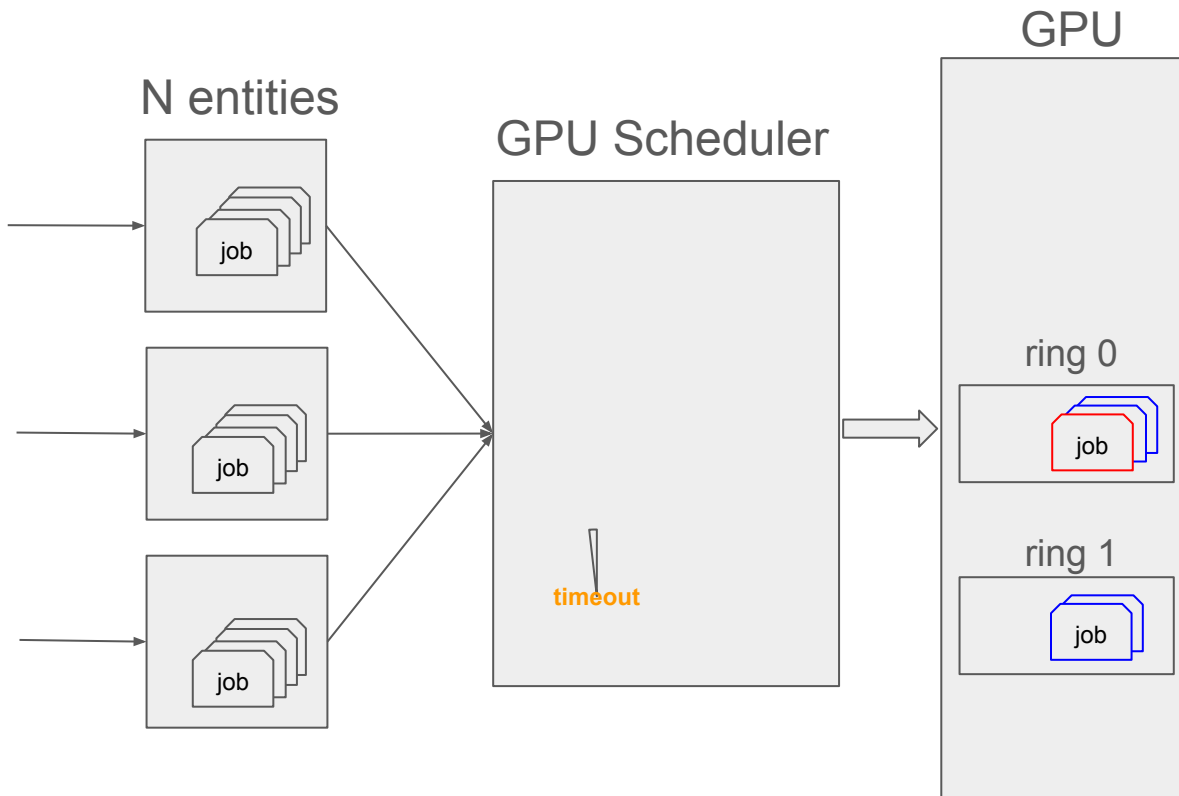 GPU
N entities
GPU Scheduler
job
job
job
timeout
ring 0
job
ring 1
job